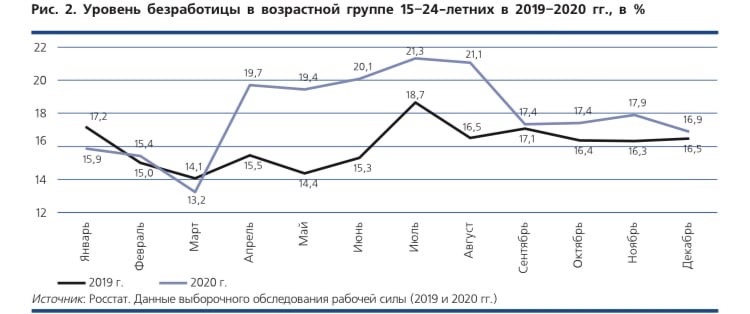 Рис. 2. Уровень безработицы в возрастной группе 15–24-летних в 2019–2020 гг., в %
22
21,3
21,1
20,1
19,7
19,4
20
18,7
17,9
18
17,2
17,4
17,4
16,9
16,5
17,1
16
15,4
15,9
15,0
15,5
15,3
16,4
16,3
16,5
14,1
14,4
14
13,2
12
Январь
Февраль
Март
Апрель
Май
Июнь
Июль
Август
Сентябрь
Октябрь
Ноябрь
Декабрь
2019 г.
2020 г.
Источник: Росстат. Данные выборочного обследования рабочей силы (2019 и 2020 гг.)